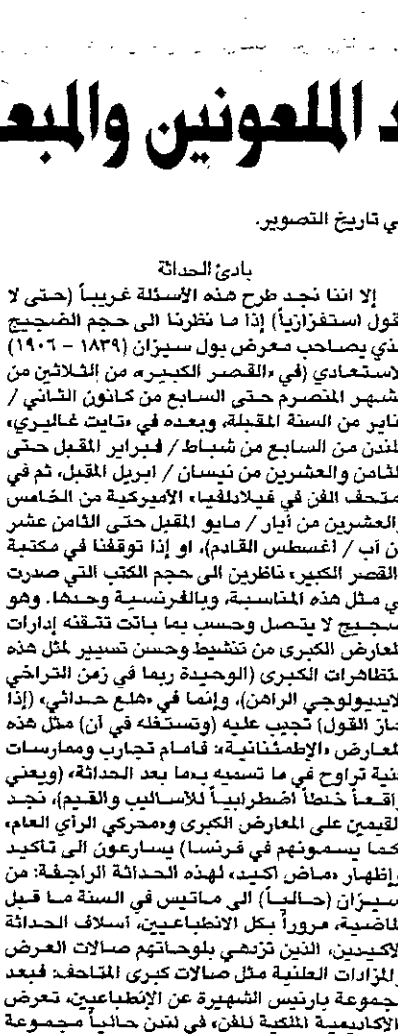 الملعونين والمبعـ
في تاريخ التصوير.
بادئ الحداثة
إلا اننا نجد طرح هذه الأسئلة غريباً (حتى لا
نقول استفزازياً) إذا ما نظرنا الى حجم الضجيج
الذي يصاحب معرض بول سيزان (١٨٣٩ - ١٩٠٦)
الاستعادي (في «القصر الكبير» من الثلاثين من
الشهر المنصرم حتى السابع من كانون الثاني /
يناير من السنة المقبلة، وبعده في «تايت غاليري»
لندن من السابع من شباط / فبراير المقبل حتى
الثامن والعشرين من نيسان / ابريل المقبل، ثم في
متحف الفن في فيلادلفيا» الأميركية من الخامس
والعشرين من أيار / مايو المقبل حتى الثامن عشر
من آب / أغسطس القادم)، او إذا توقفنا في مكتبة
«القصر الكبير» ناظرين الى حجم الكتب التي صدرت
في مثل هذه المناسبة، وبالفرنسية وحدها. وهو
ضجيج لا يتصل وحسب بما باتت تتقنه إدارات
المعارض الكبرى من تنشيط وحسن تسيير لمثل هذه
التظاهرات الكبرى (الوحيدة ربما في زمن التراخي
الايديولوجي الراهن)، وإنما في «هلع حداثي» (إذا
جاز القول) تجيب عليه (وتستغله في آن) مثل هذه
المعارض «الإطمئنانية»: فامام تجارب وممارسات
فنية تراوح في ما تسميه بـ«ما بعد الحداثة» (ويعني
واقعاً خلطاً اضطرابياً للأساليب والقيم)، نجد
القيمين على المعارض الكبرى و«محركي الرأي العام»
(كما يسمونهم في فرنسا) يسارعون الى تأكيد
وإظهار «ماض اكيد» لهذه الحداثة الراجفة: من
سيزان (حالياً) الى ماتيس في السنة ما قبل
الماضية، مروراً بكل الانطباعيين، أسلاف الحداثة
الاكيدين، الذين تزدهي بلوحاتهم صالات العرض
والمزادات العلنية مثل صالات كبرى المتاحف. فبعد
مجموعة بارنيس الشهيرة عن الإنطباعيين، تعرض
«الأكاديمية الملكية للفن» في لندن حالياً مجموعة